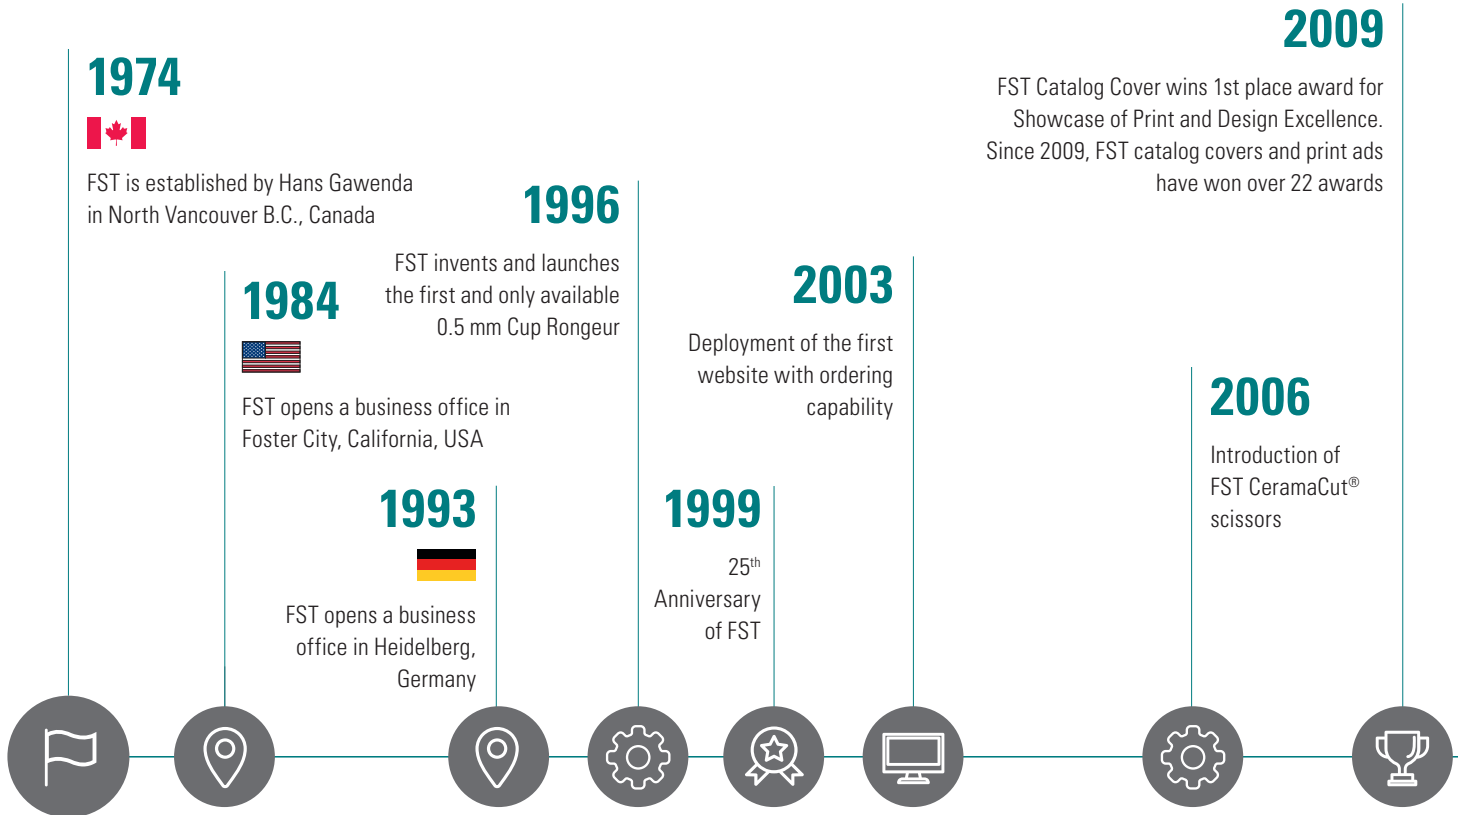 1974
FST is established by Hans Gawenda
in North Vancouver B.C., Canada
1984
FST opens a business office in
Foster City, California, USA
1993
FST opens a business
office in Heidelberg,
Germany
1996
FST invents and launches
the first and only available
0.5 mm Cup Rongeur
1999
25th
Anniversary
of FST
2003
Deployment of the first
website with ordering
capability
2006
Introduction of
FST CeramaCut®
scissors
2009
FST Catalog Cover wins 1st place award for
Showcase of Print and Design Excellence.
Since 2009, FST catalog covers and print ads
have won over 22 awards